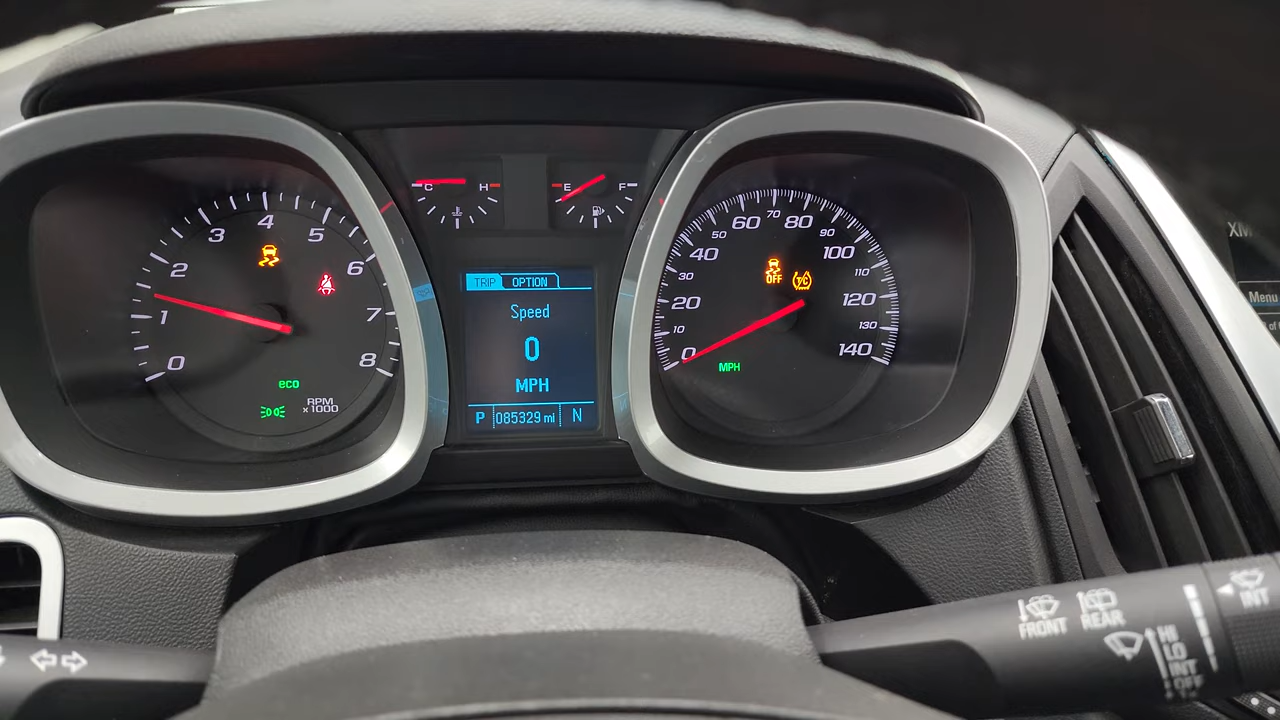 0
1
2
3
4
5
6
7
8
eco
RPM
x1000
C H
E F
TRIP OPTION
Speed
0
MPH
P 085329 mi N
0
10
20
30
40
50
60
70
80
90
100
110
120
130
140
OFF
T/C
MPH
XM
Menu
FRONT
REAR
INT
HI
LO
INT
OFF